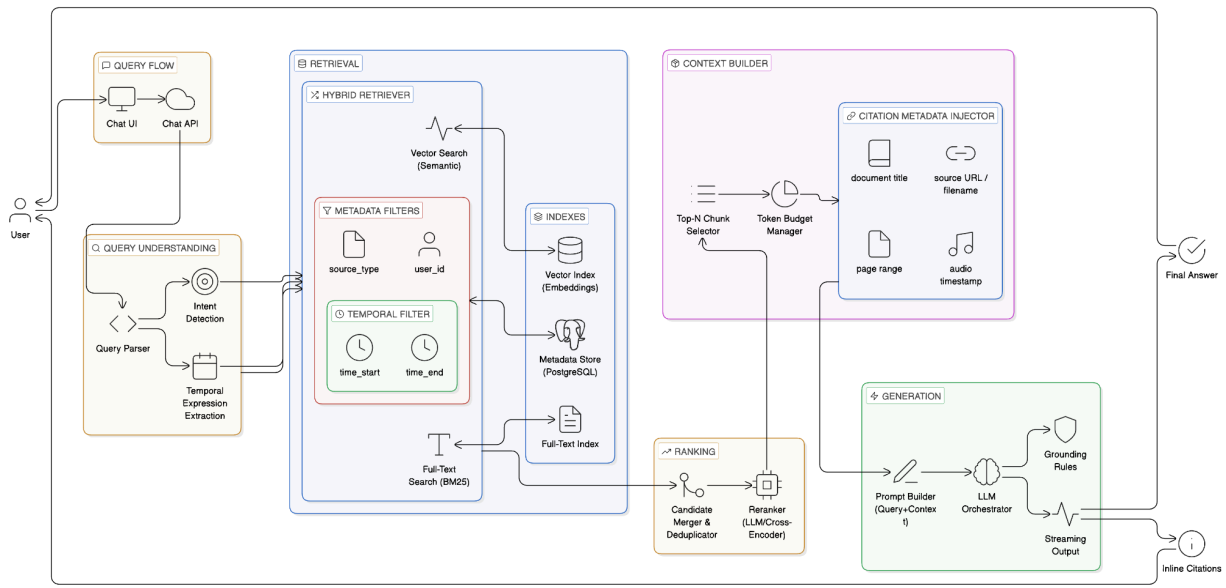 QUERY FLOW
Chat UI
Chat API
User
QUERY UNDERSTANDING
Intent
Detection
Query Parser
Temporal
Expression
Extraction
RETRIEVAL
HYBRID RETRIEVER
Vector Search
(Semantic)
METADATA FILTERS
source_type
user_id
TEMPORAL FILTER
time_start
time_end
Full-Text
Search (BM25)
INDEXES
Vector Index
(Embeddings)
Metadata Store
(PostgreSQL)
Full-Text Index
RANKING
Candidate
Merger &
Deduplicator
Reranker
(LLM/Cross-
Encoder)
CONTEXT BUILDER
Top-N Chunk
Selector
Token Budget
Manager
CITATION METADATA INJECTOR
document title
source URL /
filename
page range
audio
timestamp
GENERATION
Prompt Builder
(Query+Contex
t)
LLM
Orchestrator
Grounding
Rules
Streaming
Output
Final Answer
Inline Citations